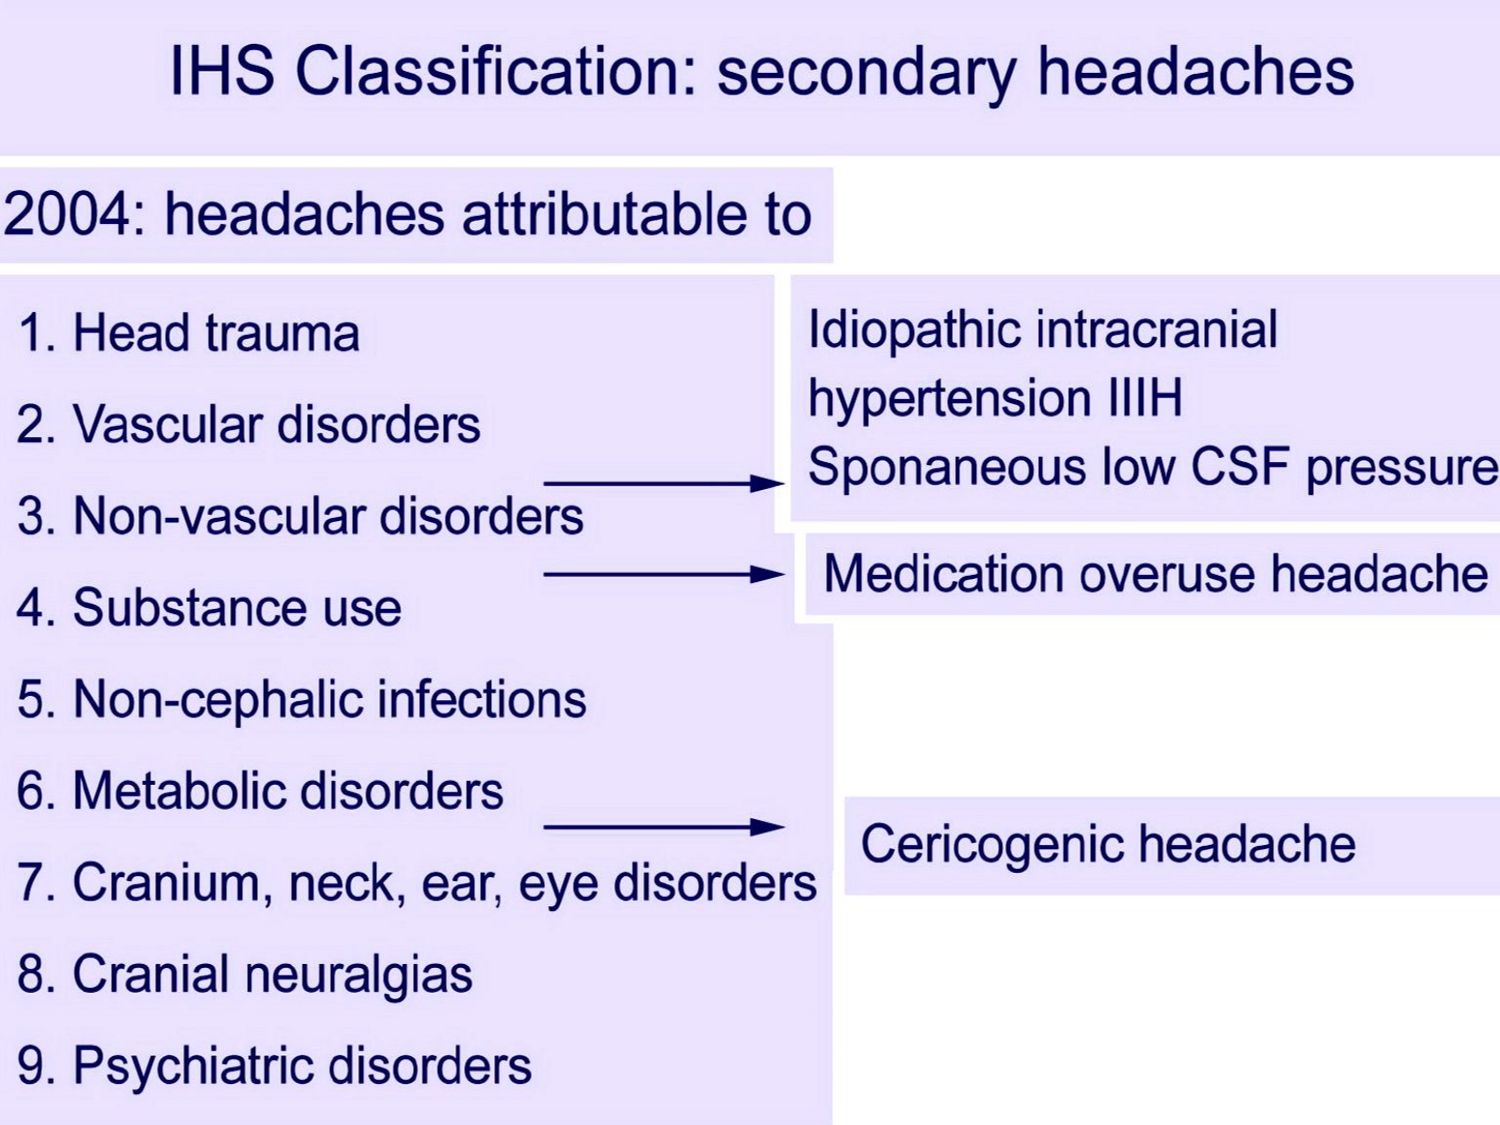 IHS Classification: secondary headaches
2004: headaches attributable to
1. Head trauma
2. Vascular disorders
3. Non-vascular disorders
4. Substance use
5. Non-cephalic infections
6. Metabolic disorders
7. Cranium, neck, ear, eye disorders
8. Cranial neuralgias
9. Psychiatric disorders
Idiopathic intracranial
hypertension IIIH
Sponaneous low CSF pressure
Medication overuse headache
Cericogenic headache